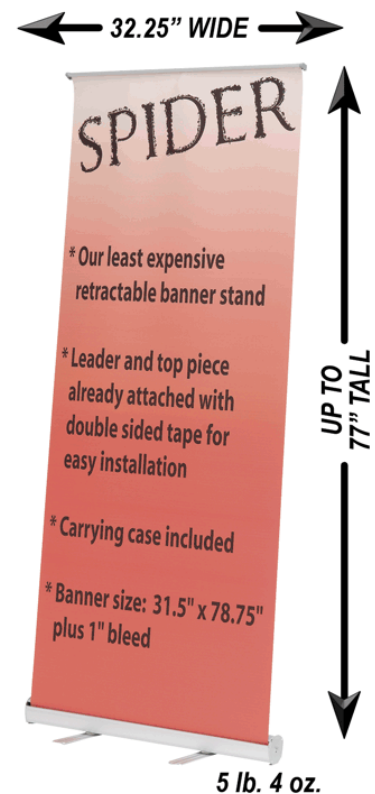 32.25” WIDE
SPIDER
* Our least expensive
retractable banner stand
* Leader and top piece
already attached with
double sided tape for
easy installation
* Carrying case included
* Banner size: 31.5" x 78.75"
plus 1" bleed
UP TO
77” TALL
5 lb. 4 oz.